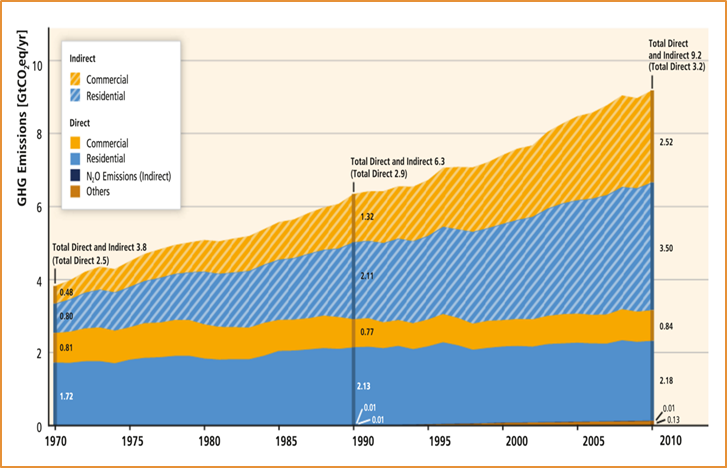 GHG Emissions [GtCO2eq/yr]
10
8
6
4
2
0
Indirect
Commercial
Residential
Direct
Commercial
Residential
N2O Emissions (Indirect)
Others
Total Direct and Indirect 3.8
(Total Direct 2.5)
0.48
0.80
0.81
1.72
Total Direct and Indirect 6.3
(Total Direct 2.9)
1.32
2.11
0.77
2.13
0.01
0.01
Total Direct
and Indirect 9.2
(Total Direct 3.2)
2.52
3.50
0.84
2.18
0.01
0.13
1970 1975 1980 1985 1990 1995 2000 2005 2010